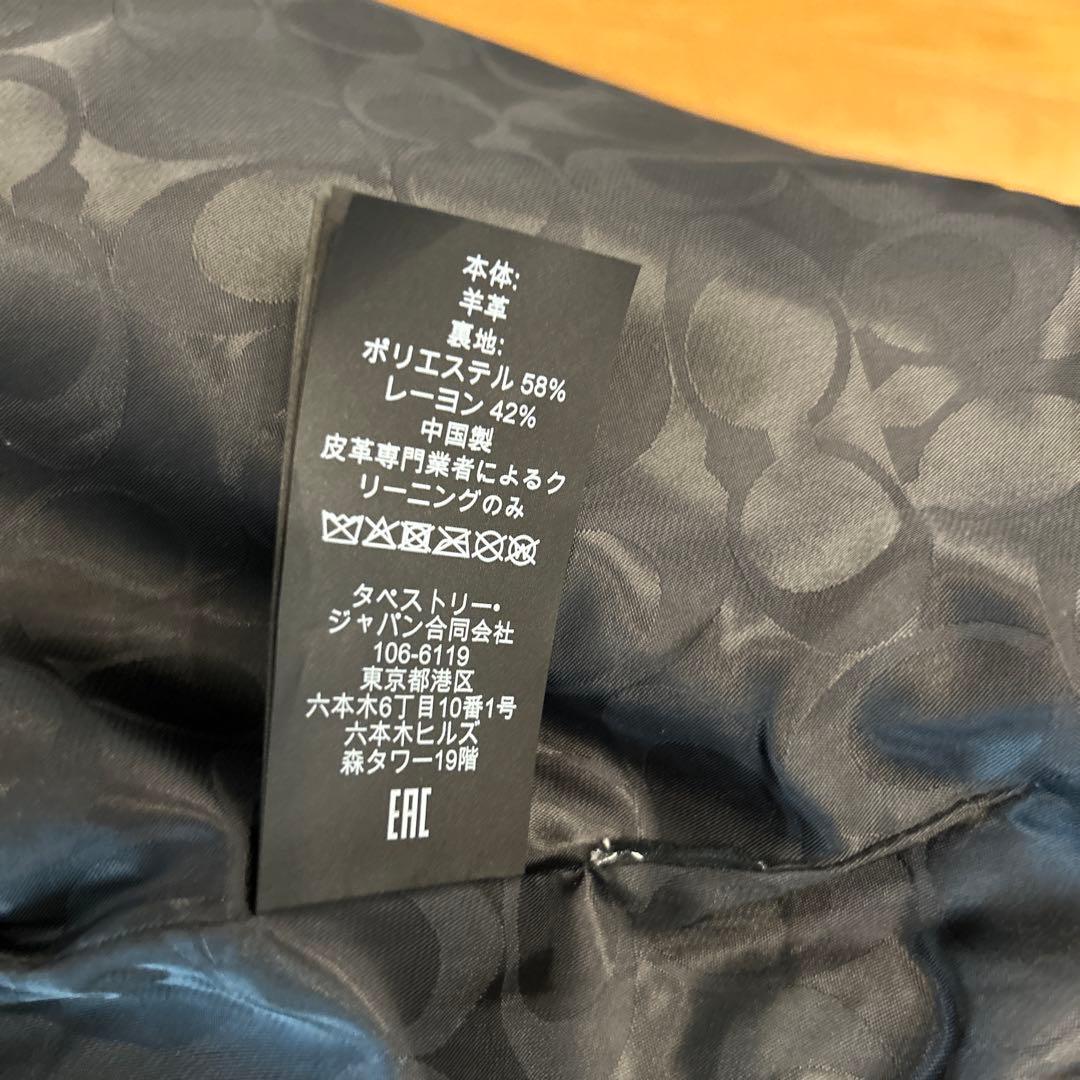 本体:
羊革
裏地:
ポリエステル 58%
レーヨン 42%
中国製
皮革専門業者によるク
リーニングのみ
タペストリー・
ジャパン合同会社
106-6119
東京都港区
六本木6丁目10番1号
六本木ヒルズ
森タワー19階
EAC